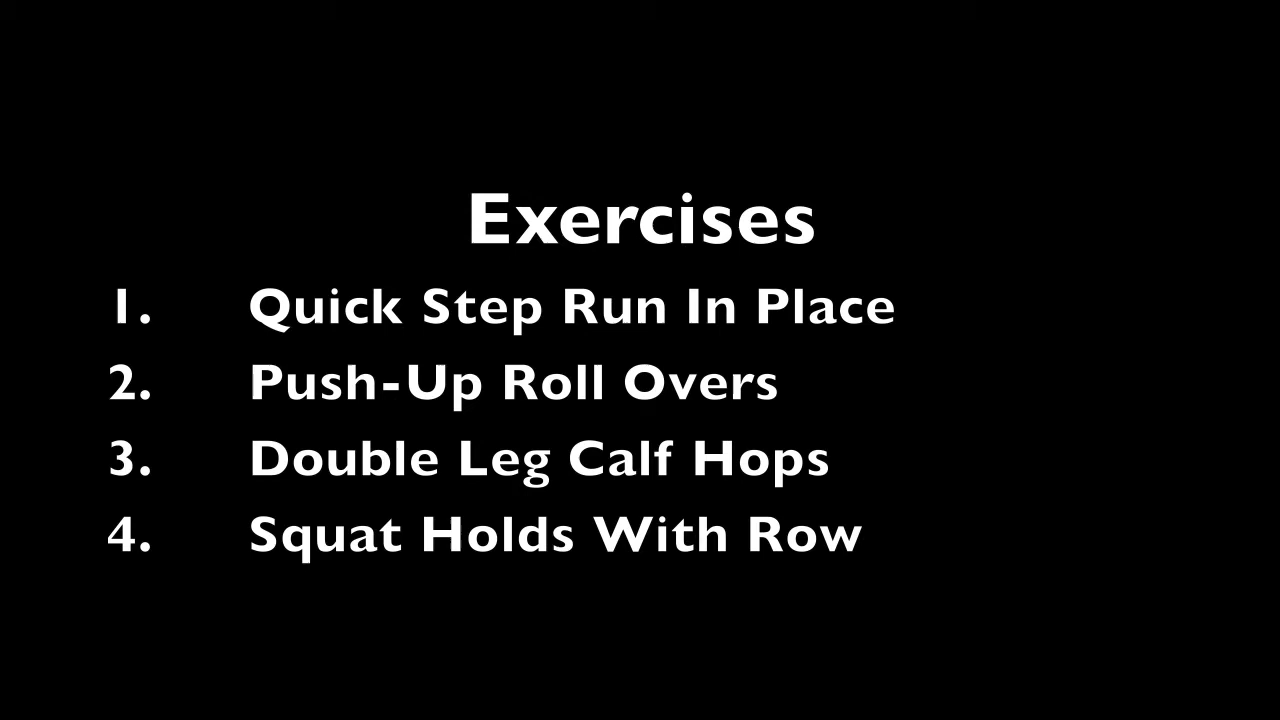 Exercises
1. Quick Step Run In Place
2. Push-Up Roll Overs
3. Double Leg Calf Hops
4. Squat Holds With Row